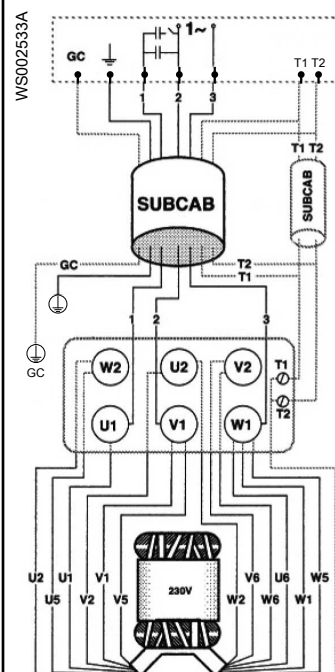 WS002533A
1~
GC
T1 T2
1 2 3
T1 T2
SUBCAB
SUBCAB
GC
T2
T1
1 2 3
GC
W2 U2 V2
T1
T2
U1 V1 W1
230V
U2 U1 V1 V6 U6 W5
U5 V2 V5 W2 W6 W1